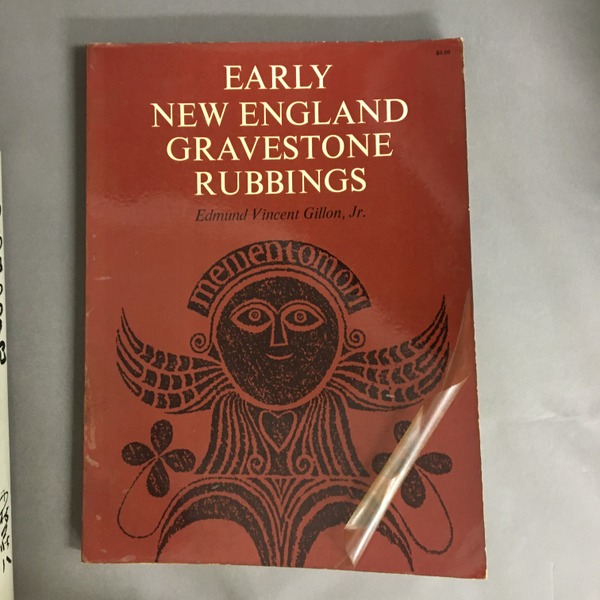 EARLY
NEW ENGLAND
GRAVESTONE
RUBBINGS
Edmund Vincent Gillon, Jr.
mementomori